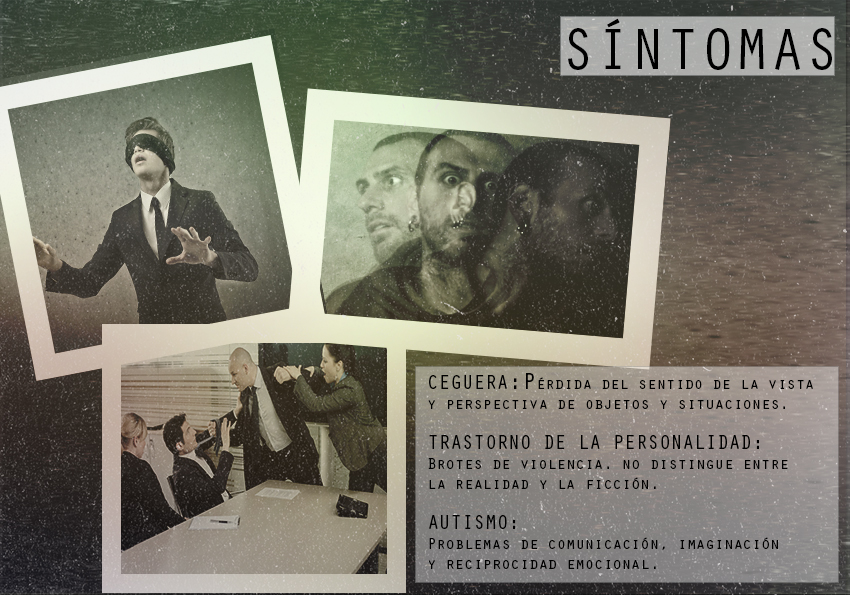 SÍNTOMAS
CEGUERA: PÉRDIDA DEL SENTIDO DE LA VISTA
Y PERSPECTIVA DE OBJETOS Y SITUACIONES.
TRASTORNO DE LA PERSONALIDAD:
BROTES DE VIOLENCIA. NO DISTINGUE ENTRE
LA REALIDAD Y LA FICCIÓN.
AUTISMO:
PROBLEMAS DE COMUNICACIÓN, IMAGINACIÓN
Y RECIPROCIDAD EMOCIONAL.